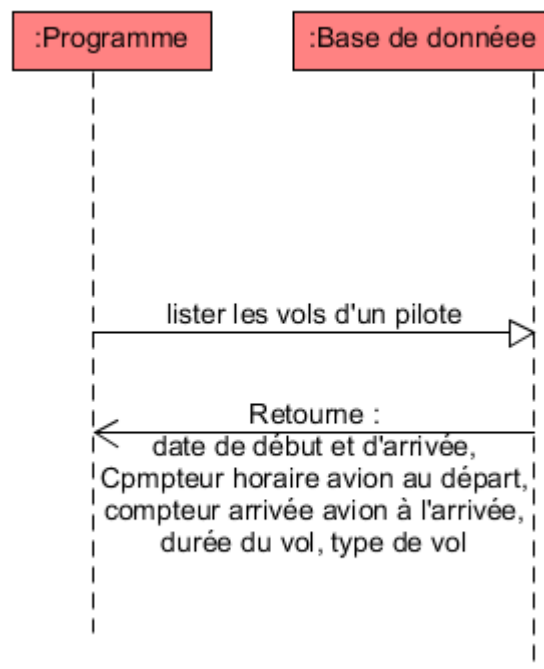 :Programme
:Base de donnéee
lister les vols d'un pilote
Retourne :
date de début et d'arrivée,
Cpmpteur horaire avion au départ,
compteur arrivée avion à l'arrivée,
durée du vol, type de vol